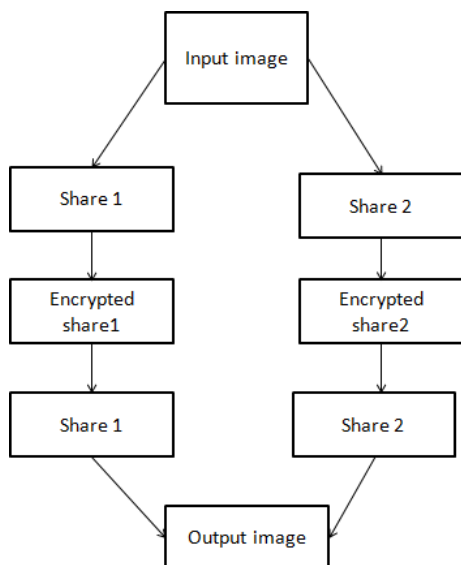 Input image
Share 1
Share 2
Encrypted
share1
Encrypted
share2
Share 1
Share 2
Output image